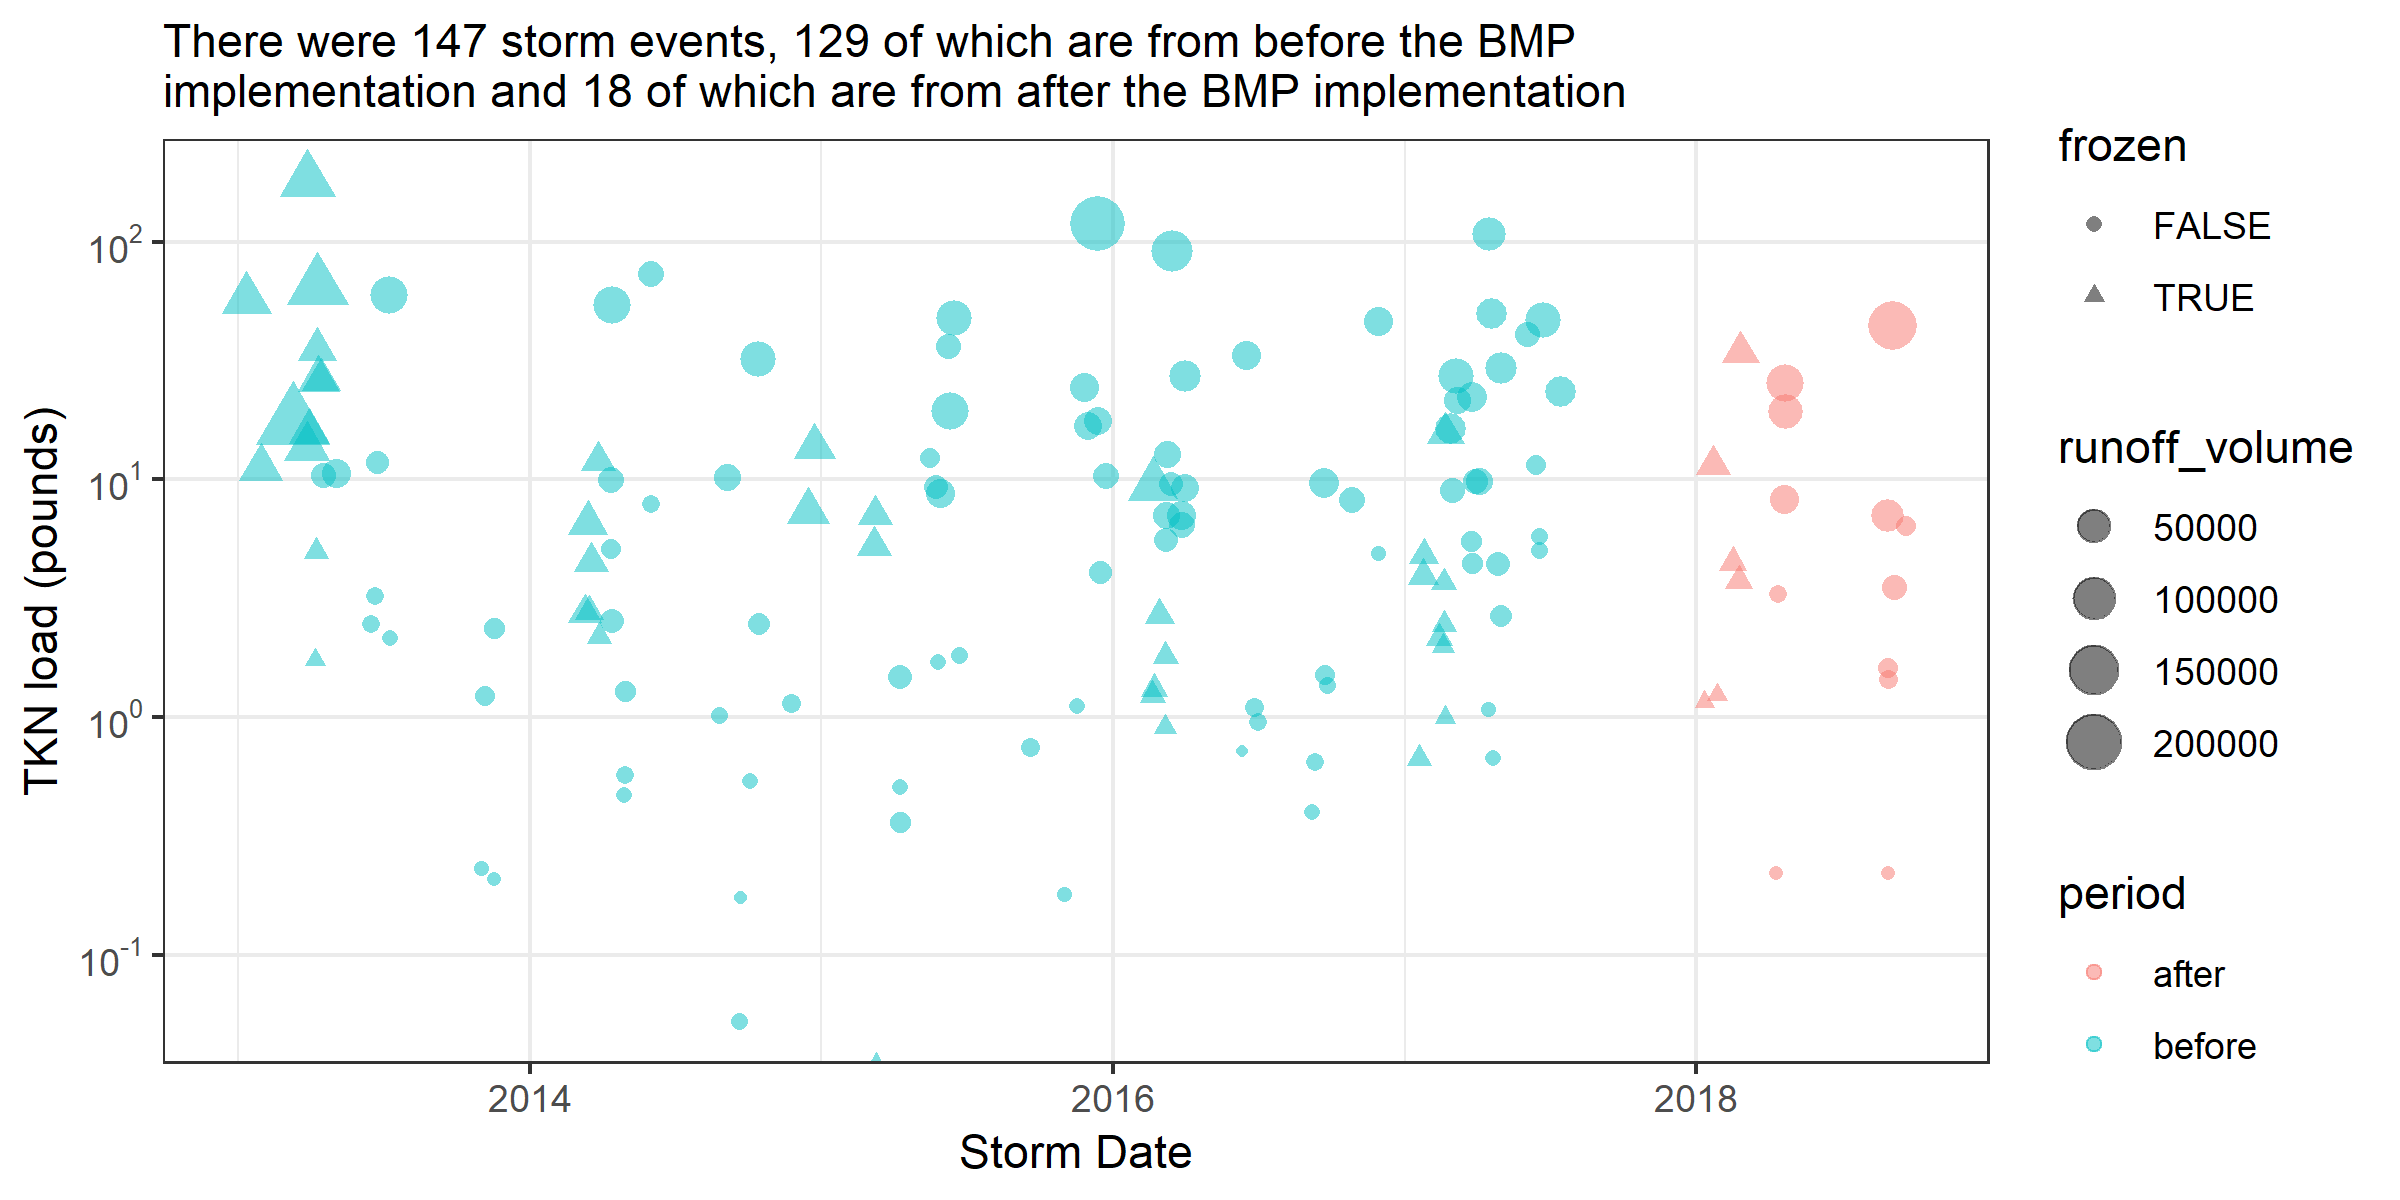 There were 147 storm events, 129 of which are from before the BMP
implementation and 18 of which are from after the BMP implementation
TKN load (pounds)
10²
10¹
10⁰
10⁻¹
2014
2016
2018
Storm Date
frozen
FALSE
TRUE
runoff_volume
50000
100000
150000
200000
period
after
before